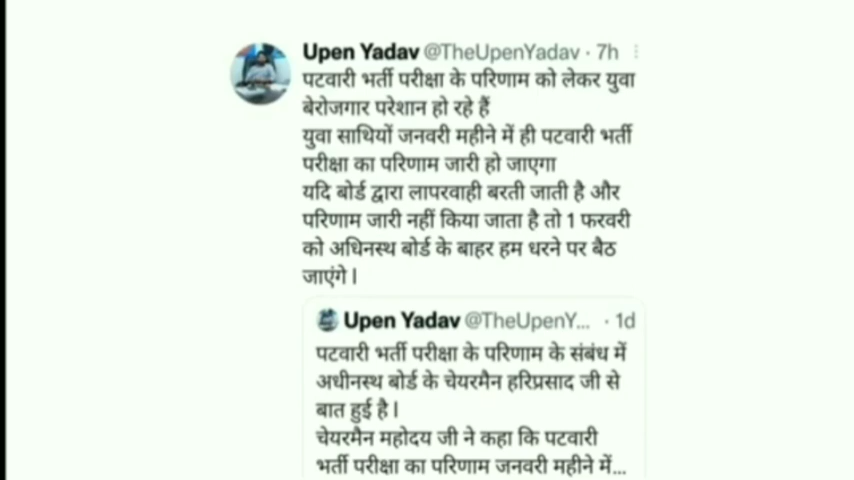 Upen Yadav @TheUpenYadav · 7h
पटवारी भर्ती परीक्षा के परिणाम को लेकर युवा
बेरोजगार परेशान हो रहे हैं
युवा साथियों जनवरी महीने में ही पटवारी भर्ती
परीक्षा का परिणाम जारी हो जाएगा
यदि बोर्ड द्वारा लापरवाही बरती जाती है और
परिणाम जारी नहीं किया जाता है तो 1 फरवरी
को अधिनस्थ बोर्ड के बाहर हम धरने पर बैठ
जाएंगे l
Upen Yadav @TheUpenY... · 1d
पटवारी भर्ती परीक्षा के परिणाम के संबंध में
अधीनस्थ बोर्ड के चेयरमैन हरिप्रसाद जी से
बात हुई है l
चेयरमैन महोदय जी ने कहा कि पटवारी
भर्ती परीक्षा का परिणाम जनवरी महीने में...